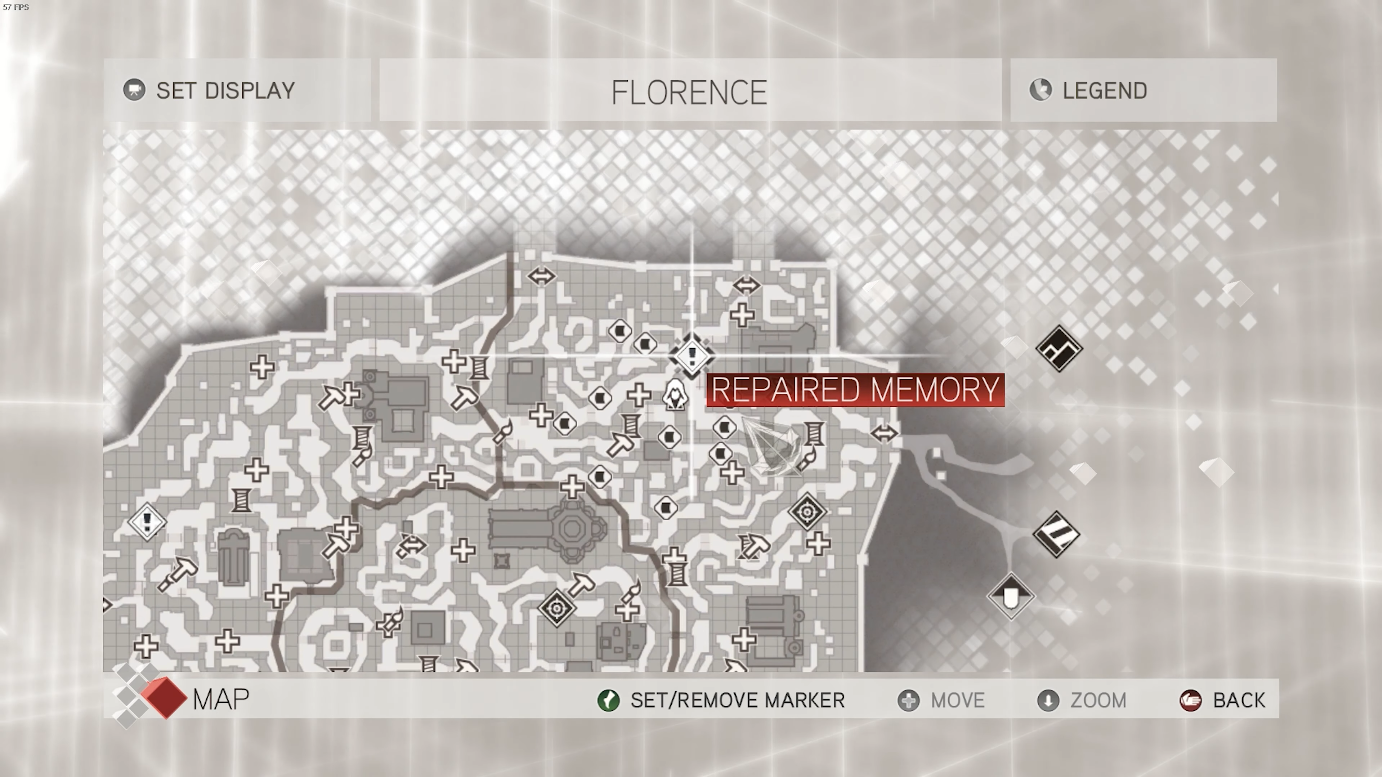 57 FPS
SET DISPLAY
FLORENCE
LEGEND
REPAIRED MEMORY
MAP
SET/REMOVE MARKER
MOVE
ZOOM
BACK